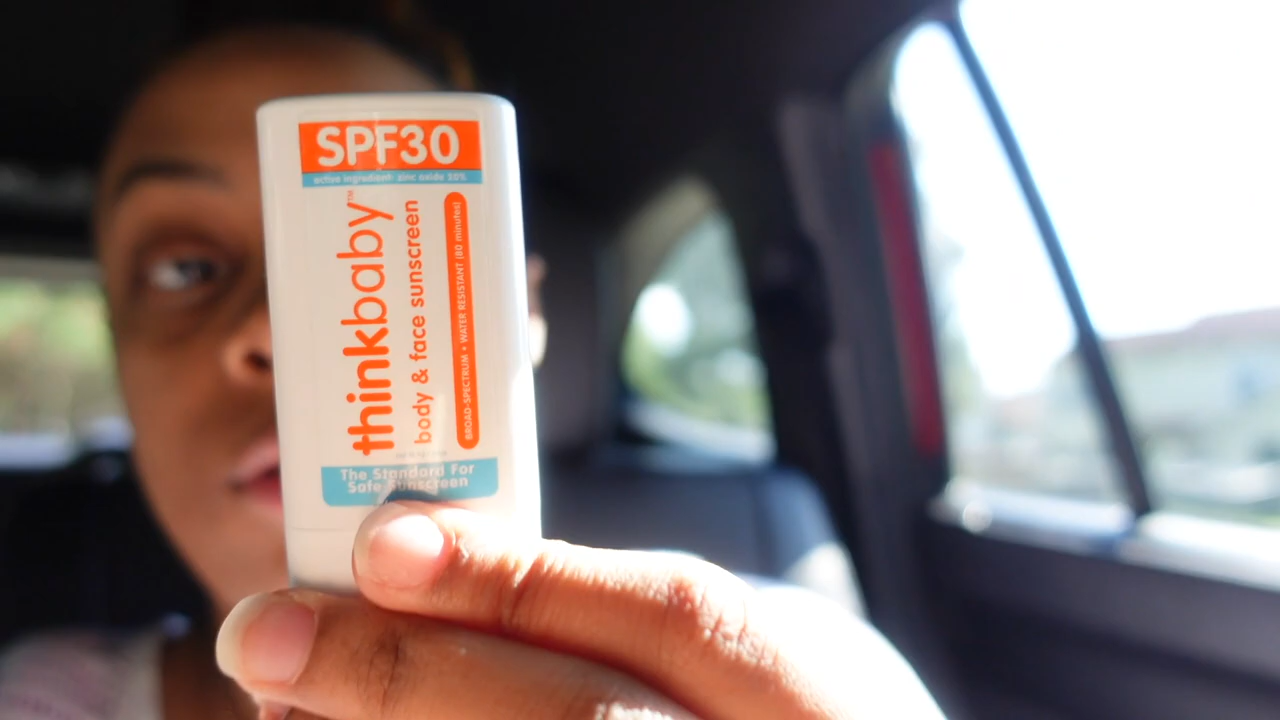 SPF30
active ingredient: zinc oxide 20%
thinkbaby™
body & face sunscreen
BROAD-SPECTRUM • WATER RESISTANT (80 minutes)
The Standard For
Safe Sunscreen